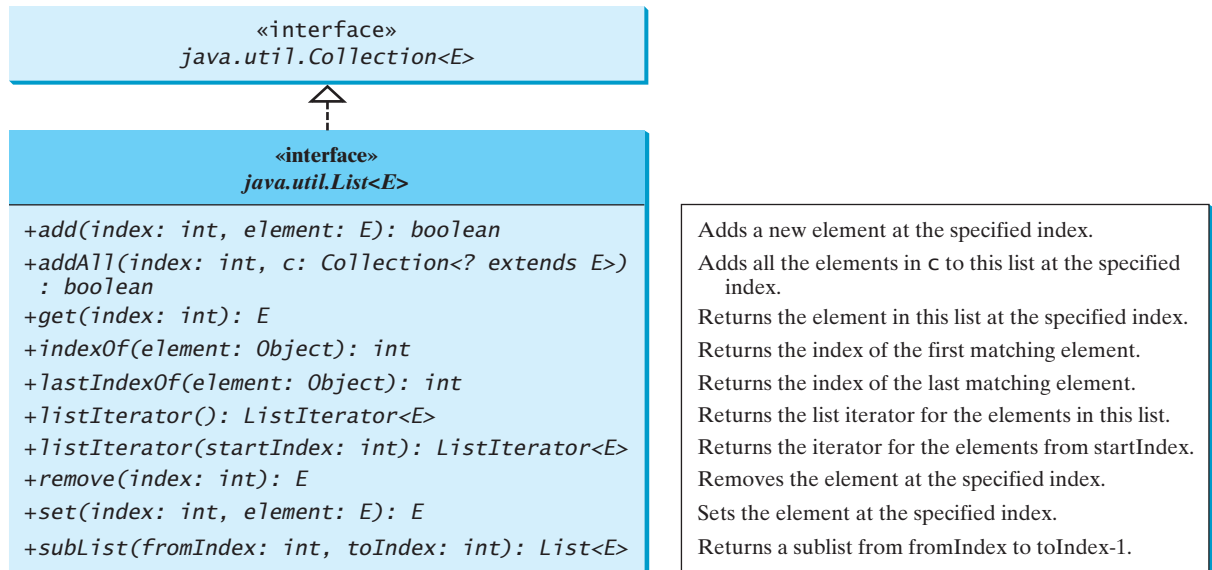 «interface»
java.util.Collection<E>
«interface»
java.util.List<E>
+add(index: int, element: E): boolean
Adds a new element at the specified index.
+addAll(index: int, c: Collection<? extends E>)
: boolean
Adds all the elements in c to this list at the specified
index.
+get(index: int): E
Returns the element in this list at the specified index.
+indexOf(element: Object): int
Returns the index of the first matching element.
+lastIndexOf(element: Object): int
Returns the index of the last matching element.
+listIterator(): ListIterator<E>
Returns the list iterator for the elements in this list.
+listIterator(startIndex: int): ListIterator<E>
Returns the iterator for the elements from startIndex.
+remove(index: int): E
Removes the element at the specified index.
+set(index: int, element: E): E
Sets the element at the specified index.
+subList(fromIndex: int, toIndex: int): List<E>
Returns a sublist from fromIndex to toIndex-1.